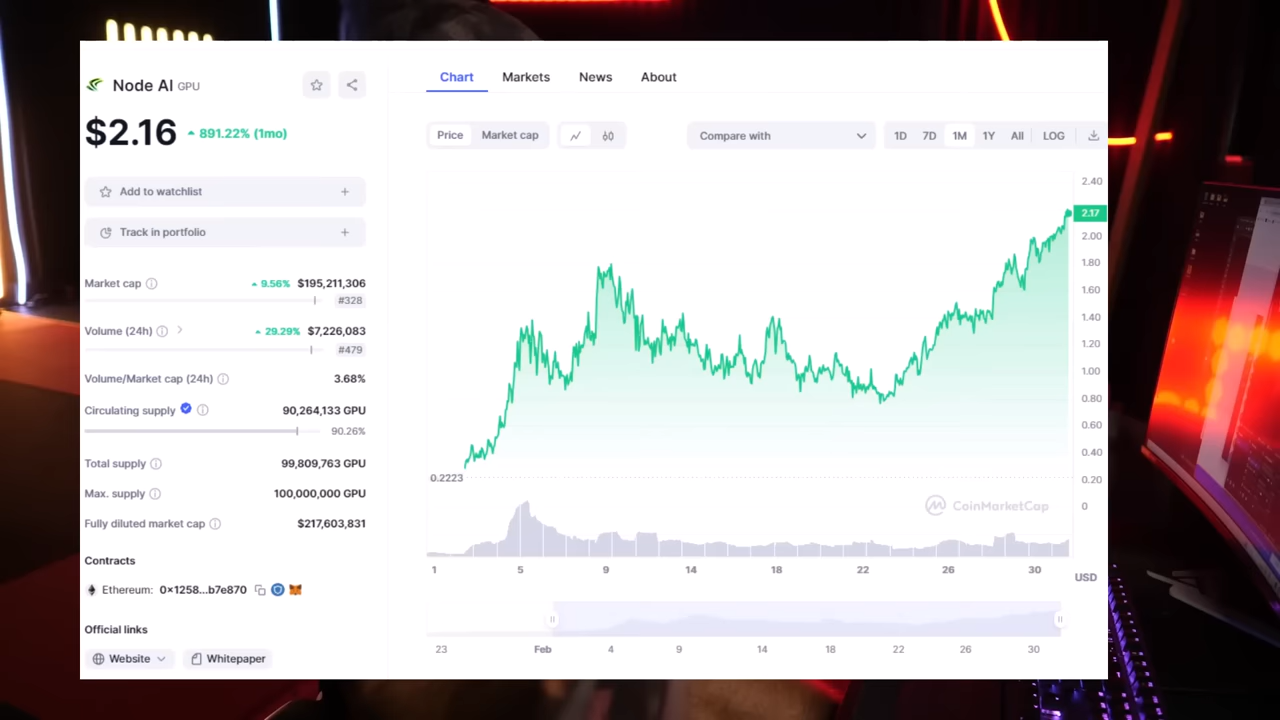 Node AI GPU
$2.16 891.22% (1mo)
Add to watchlist +
Track in portfolio +
Market cap 9.56% $195,211,306
#328
Volume (24h) 29.29% $7,226,083
#479
Volume/Market cap (24h) 3.68%
Circulating supply 90,264,133 GPU
90.26%
Total supply 99,809,763 GPU
Max. supply 100,000,000 GPU
Fully diluted market cap $217,603,831
Contracts
Ethereum: 0×1258...b7e870
Official links
Website Whitepaper
Chart Markets News About
Price Market cap Compare with 1D 7D 1M 1Y All LOG
2.40
2.17
2.00
1.80
1.60
1.40
1.20
1.00
0.80
0.60
0.40
0.2223 0.20
CoinMarketCap 0
1 5 9 14 18 22 26 30 USD
23 Feb 4 9 14 18 22 26 30